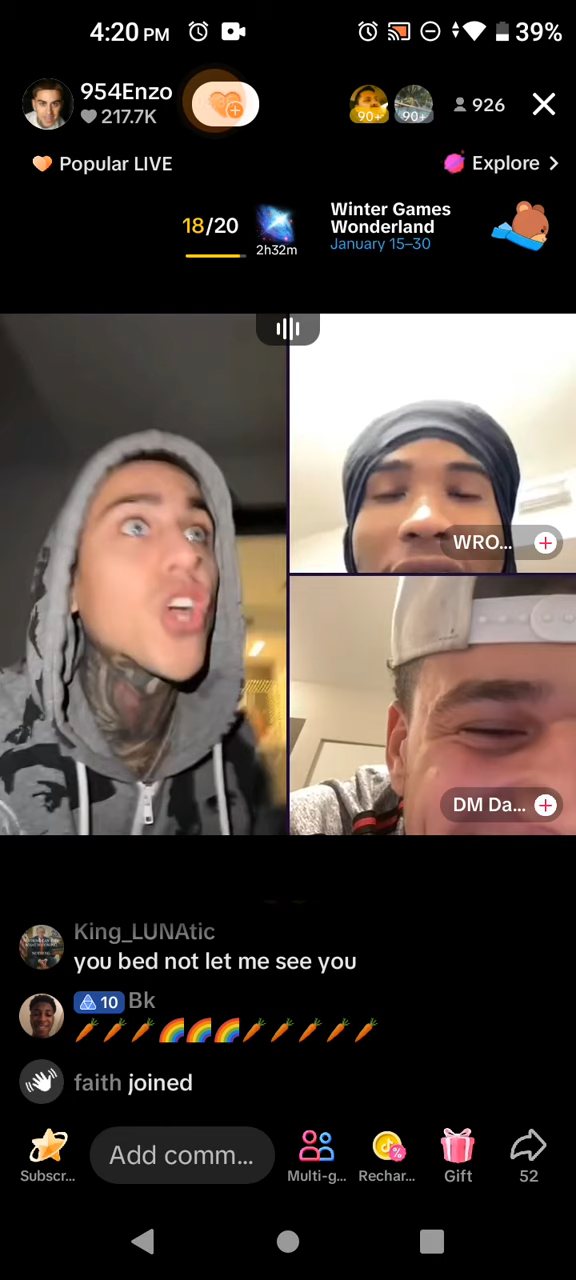 4:20 PM
39%
954Enzo
217.7K
90+
90+
926
Popular LIVE
Explore
18/20
2h32m
Winter Games
Wonderland
January 15–30
WRO...
DM Da...
King_LUNAtic
you bed not let me see you
10 Bk
faith joined
Subscr...
Add comm...
Multi-g...
Rechar...
Gift
52